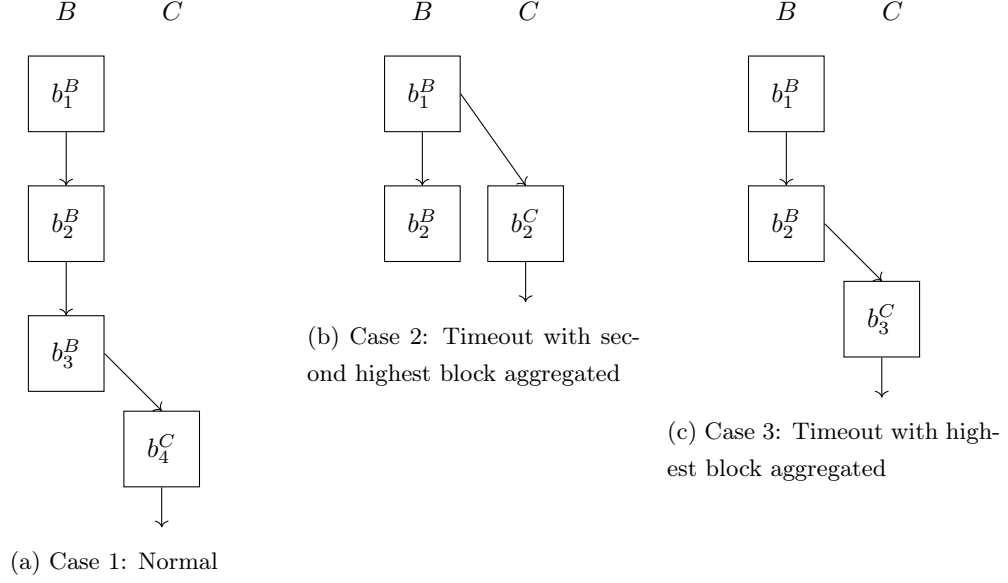 B C
b_1^B
b_2^B
b_3^B
b_4^C
(a) Case 1: Normal
B C
b_1^B
b_2^B b_2^C
(b) Case 2: Timeout with sec-
ond highest block aggregated
B C
b_1^B
b_2^B
b_3^C
(c) Case 3: Timeout with high-
est block aggregated